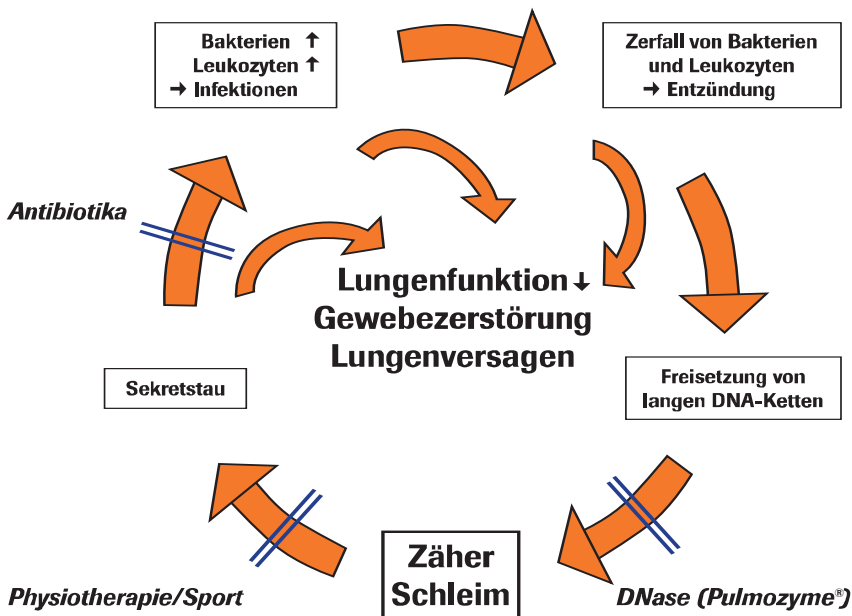 Bakterien ↑
Leukozyten ↑
→ Infektionen
Zerfall von Bakterien
und Leukozyten
→ Entzündung
Antibiotika
Lungenfunktion ↓
Gewebezerstörung
Lungenversagen
Sekretstau
Freisetzung von
langen DNA-Ketten
Zäher
Schleim
Physiotherapie/Sport
DNase (Pulmozyme®)